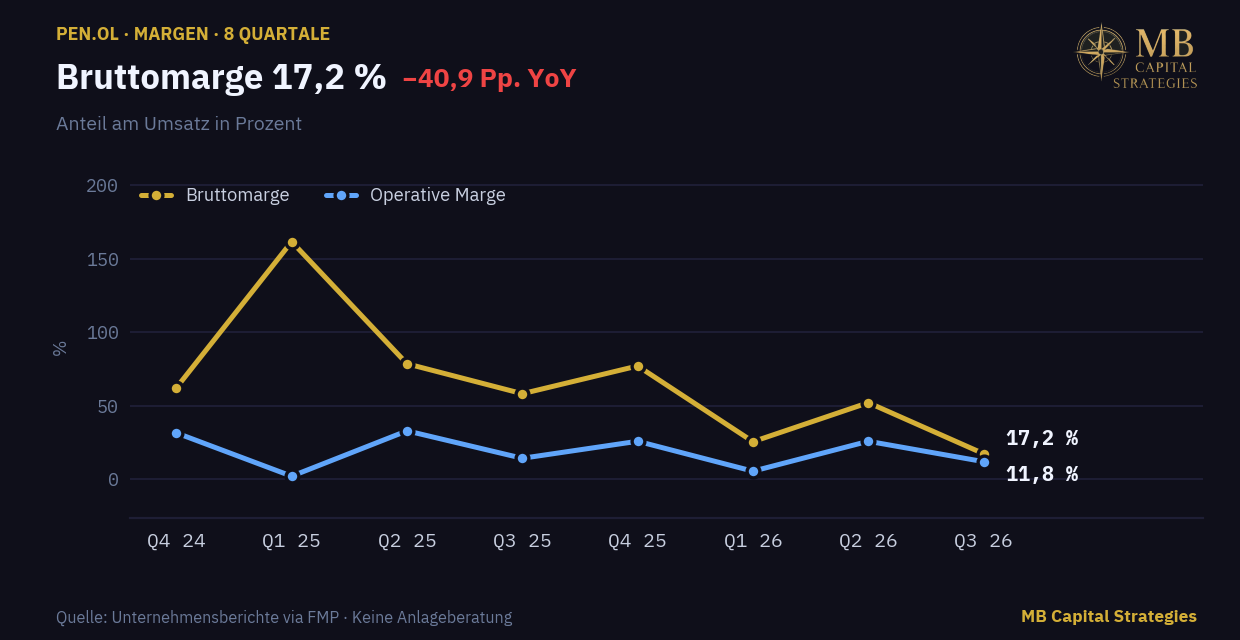 PEN.OL · MARGEN · 8 QUARTALE
Bruttomarge 17,2 % −40,9 Pp. YoY
Anteil am Umsatz in Prozent
MB
CAPITAL
STRATEGIES
Bruttomarge
Operative Marge
200
150
100
50
0
%
17,2 %
11,8 %
Q4 24
Q1 25
Q2 25
Q3 25
Q4 25
Q1 26
Q2 26
Q3 26
Quelle: Unternehmensberichte via FMP · Keine Anlageberatung
MB Capital Strategies